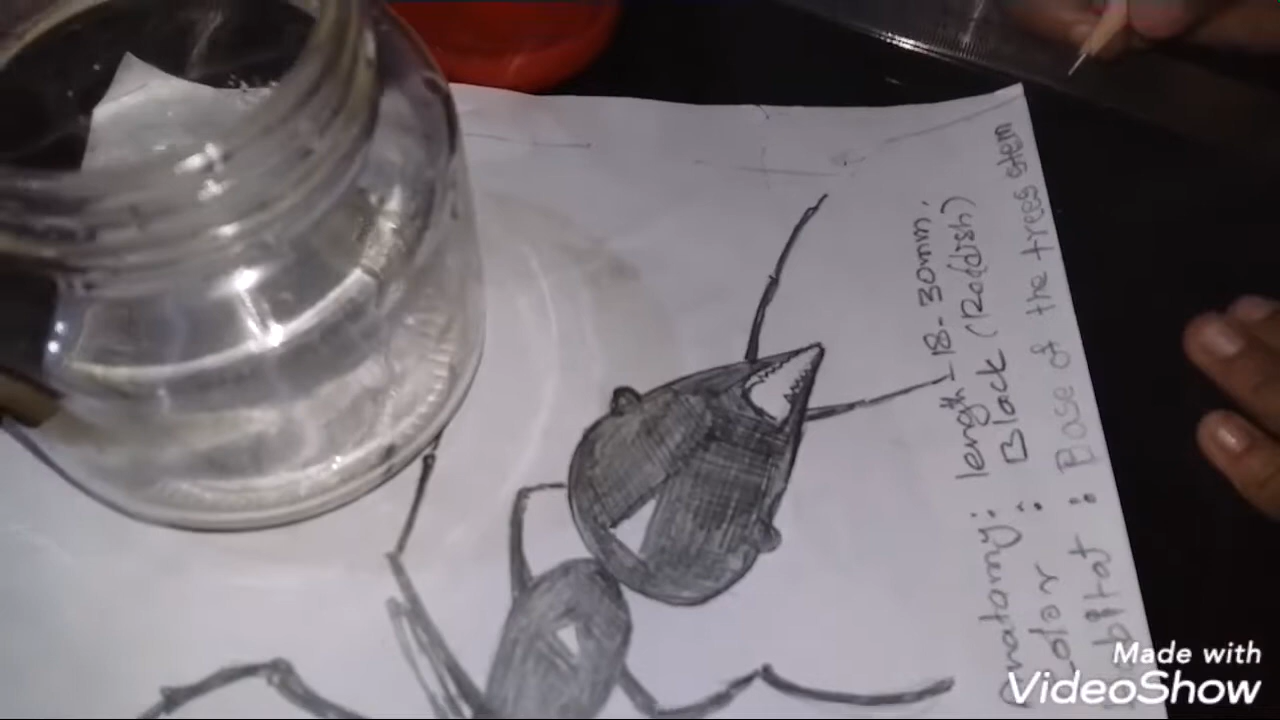 Anatomy: length - 18-30mm.
Color : Black (Reddish)
Habitat : Base of the trees stem
Made with
VideoShow